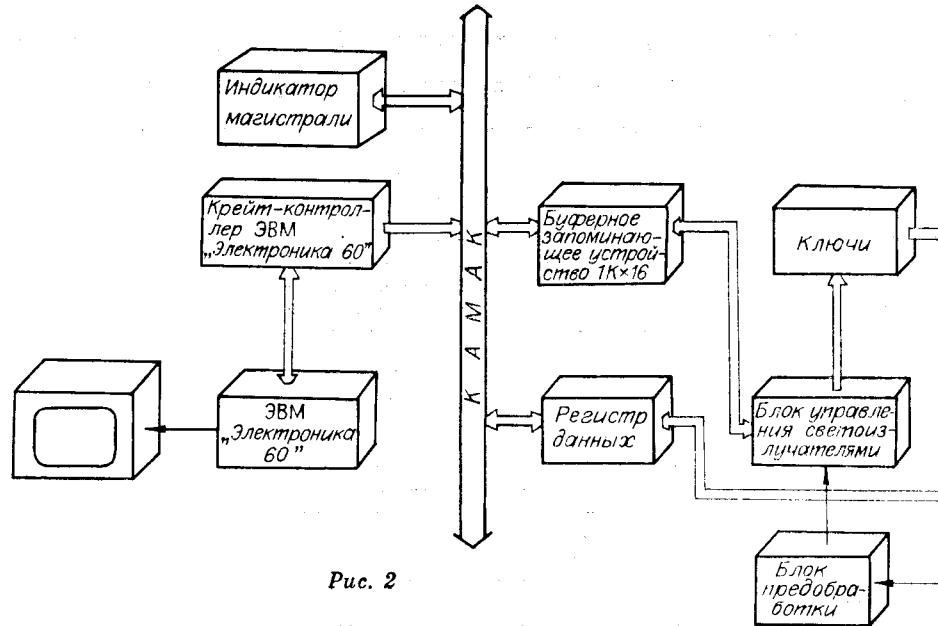 Индикатор
магистрали
Крейт-контрол-
лер ЭВМ
„Электроника 60"
ЭВМ
„Электроника
60"
КАМАК
Буферное
запоминаю-
щее устрой-
ство 1К×16
Регистр
данных
Ключи
Блок управле-
ния светоиз-
лучателями
Блок
предобра-
ботки
Рис. 2